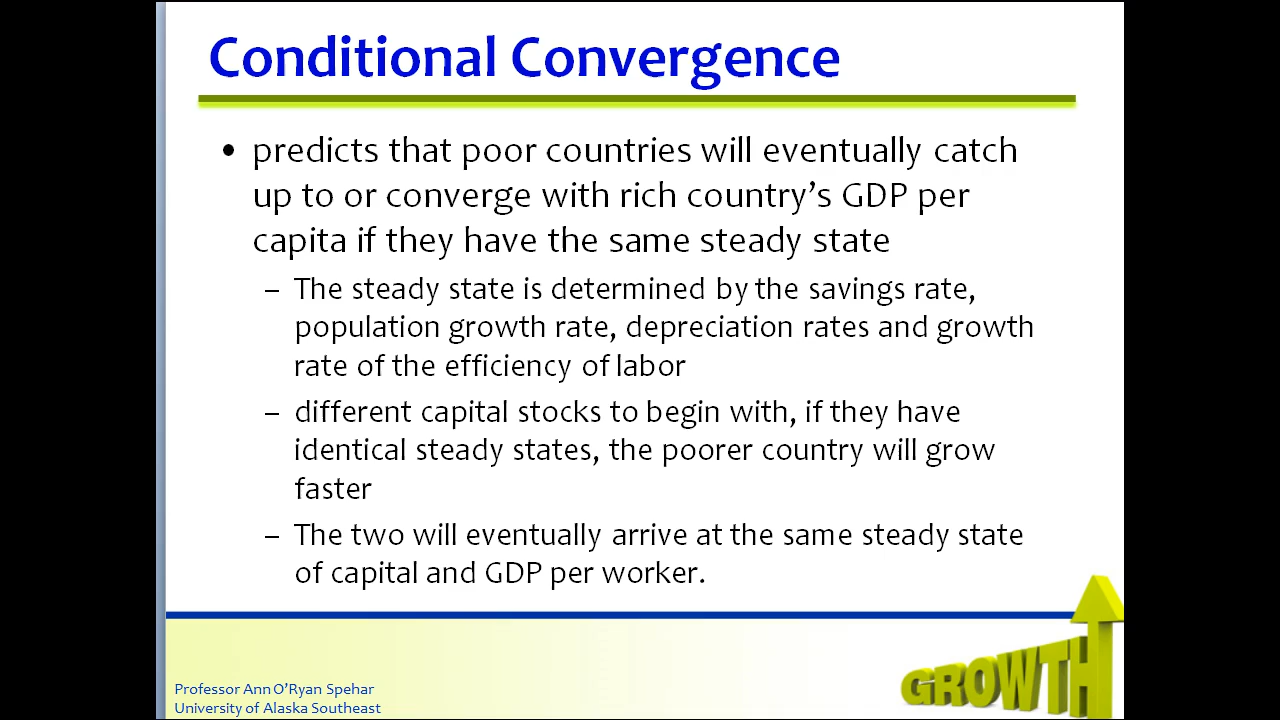 Conditional Convergence
• predicts that poor countries will eventually catch
up to or converge with rich country’s GDP per
capita if they have the same steady state
– The steady state is determined by the savings rate,
population growth rate, depreciation rates and growth
rate of the efficiency of labor
– different capital stocks to begin with, if they have
identical steady states, the poorer country will grow
faster
– The two will eventually arrive at the same steady state
of capital and GDP per worker.
GROWTH
Professor Ann O’Ryan Spehar
University of Alaska Southeast